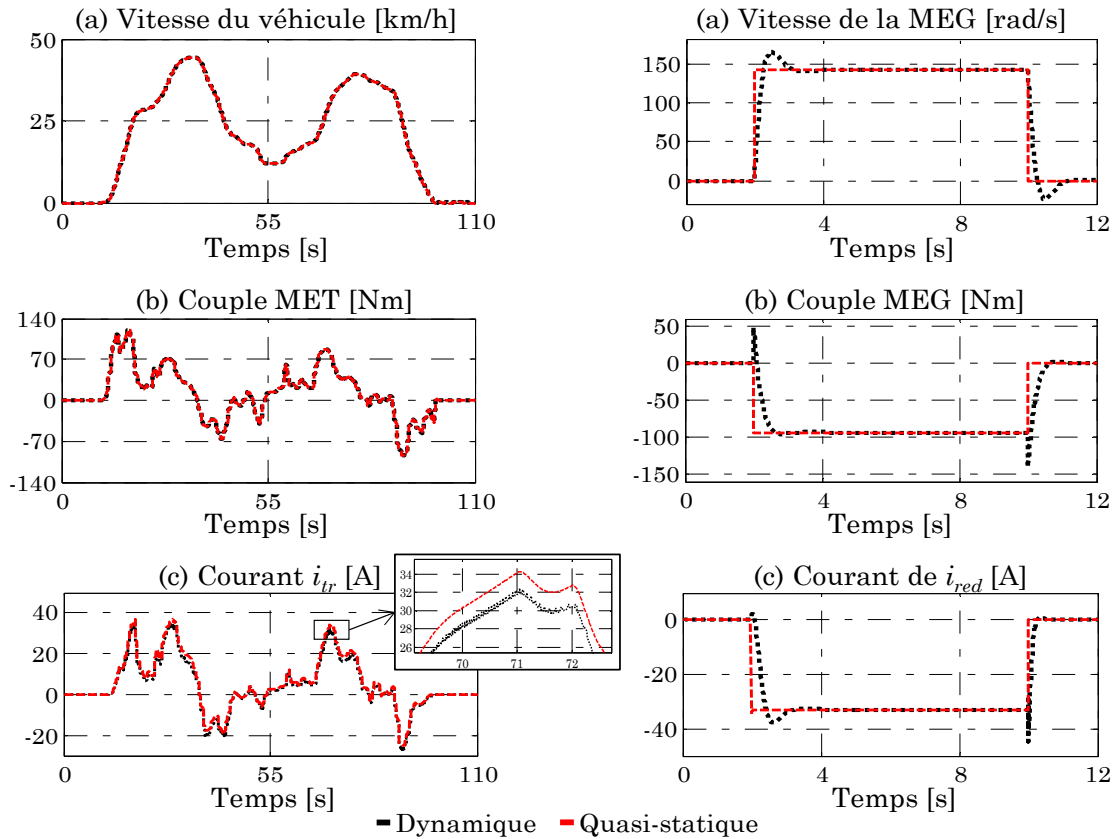 (a) Vitesse du véhicule [km/h]
50
25
0
0 55 110
Temps [s]
(b) Couple MET [Nm]
140
70
0
-70
-140
0 55 110
Temps [s]
(c) Courant i_tr [A]
40
20
0
-20
0 55 110
Temps [s]
34
32
30
28
26
70 71 72
(a) Vitesse de la MEG [rad/s]
150
100
50
0
0 4 8 12
Temps [s]
(b) Couple MEG [Nm]
50
0
-50
-100
-150
0 4 8 12
Temps [s]
(c) Courant de i_red [A]
0
-20
-40
0 4 8 12
Temps [s]
Dynamique Quasi-statique